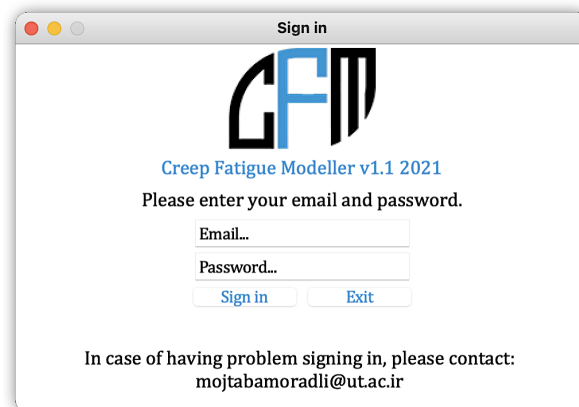 Sign in
CFM
Creep Fatigue Modeller v1.1 2021
Please enter your email and password.
Email...
Password...
Sign in Exit
In case of having problem signing in, please contact:
mojtabamoradli@ut.ac.ir